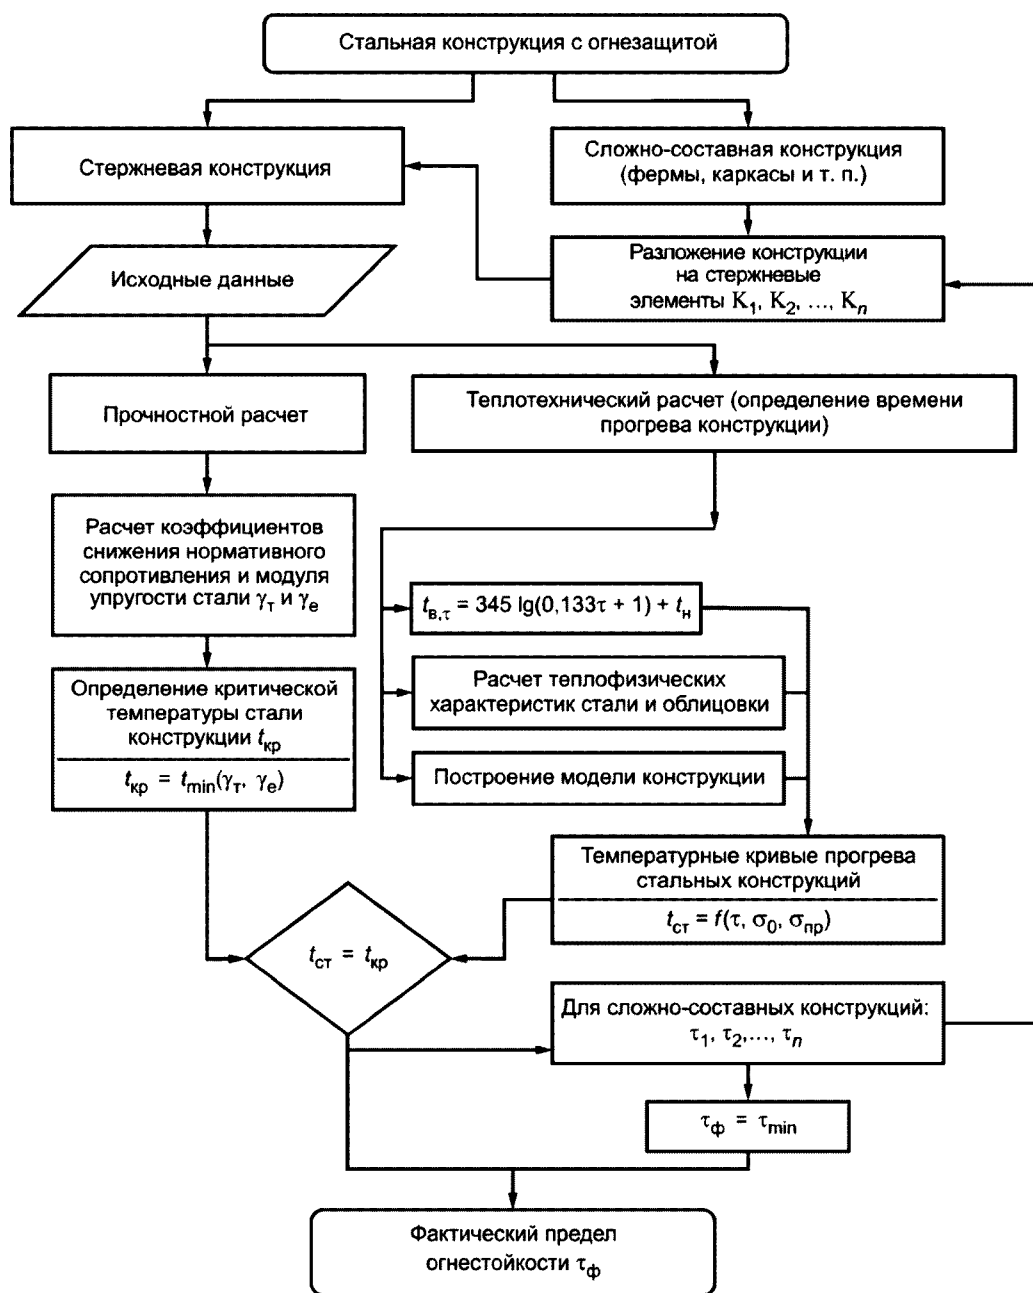 Стальная конструкция с огнезащитой
Стержневая конструкция
Сложно-составная конструкция
(фермы, каркасы и т. п.)
Разложение конструкции
на стержневые
элементы K₁, K₂, ..., Kₙ
Исходные данные
Прочностной расчет
Теплотехнический расчет (определение времени
прогрева конструкции)
Расчет коэффициентов
снижения нормативного
сопротивления и модуля
упругости стали γт и γe
tв,τ = 345 lg(0,133τ + 1) + tн
Расчет теплофизических
характеристик стали и облицовки
Построение модели конструкции
Определение критической
температуры стали
конструкции tкр
tкр = tmin(γт, γe)
Температурные кривые прогрева
стальных конструкций
tст = f(τ, σ₀, σпр)
tст = tкр
Для сложно-составных конструкций:
τ₁, τ₂,..., τₙ
τф = τmin
Фактический предел
огнестойкости τф